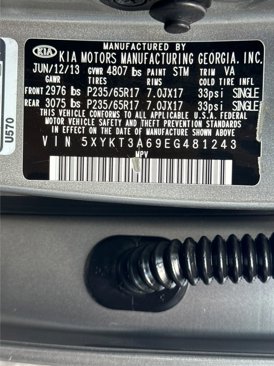 MANUFACTURED BY
KIA KIA MOTORS MANUFACTURING GEORGIA, INC.
JUN/12/13 GVWR 4807 lbs PAINT STM TRIM VA
GAWR TIRES RIMS COLD TIRE INFL
FRONT 2976 lbs P235/65R17 7.0JX17 33psi SINGLE
REAR 3075 lbs P235/65R17 7.0JX17 33psi SINGLE
THIS VEHICLE CONFORMS TO ALL APPLICABLE U.S. FEDERAL
MOTOR VEHICLE SAFETY AND THEFT PREVENTION STANDARDS
IN EFFECT ON THE DATE OF MANUFACTURE SHOWN ABOVE.
VIN 5XYKT3A69EG481243
MPV
U570